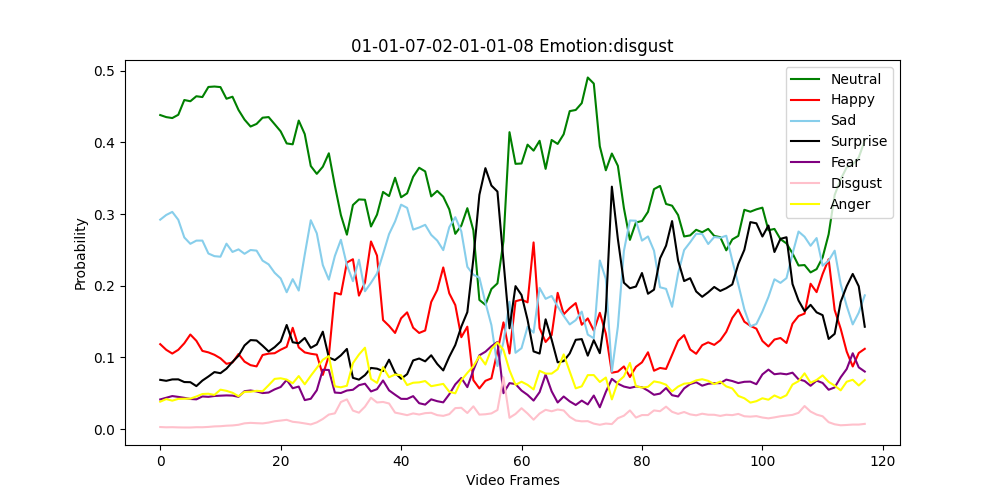 01-01-07-02-01-01-08 Emotion:disgust
0.5
0.4
0.3
0.2
0.1
0.0
Probability
Neutral
Happy
Sad
Surprise
Fear
Disgust
Anger
0 20 40 60 80 100 120
Video Frames